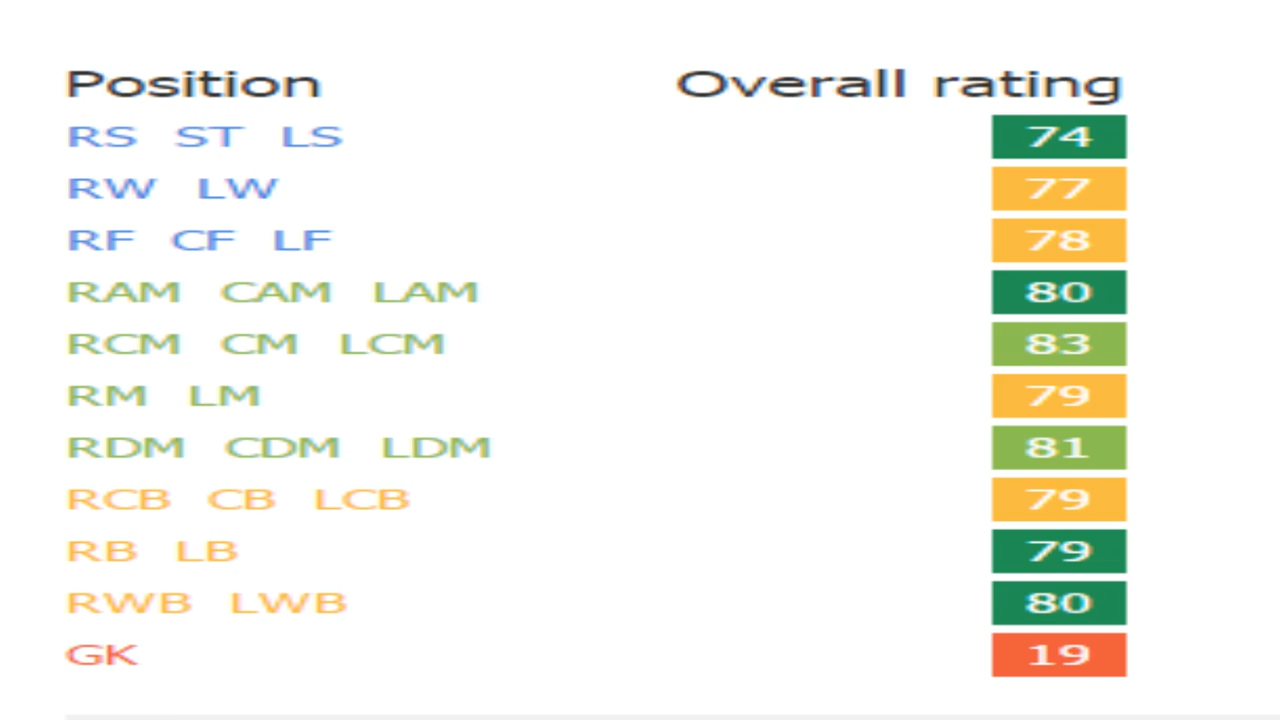 Position Overall rating
RS ST LS 74
RW LW 77
RF CF LF 78
RAM CAM LAM 80
RCM CM LCM 83
RM LM 79
RDM CDM LDM 81
RCB CB LCB 79
RB LB 79
RWB LWB 80
GK 19